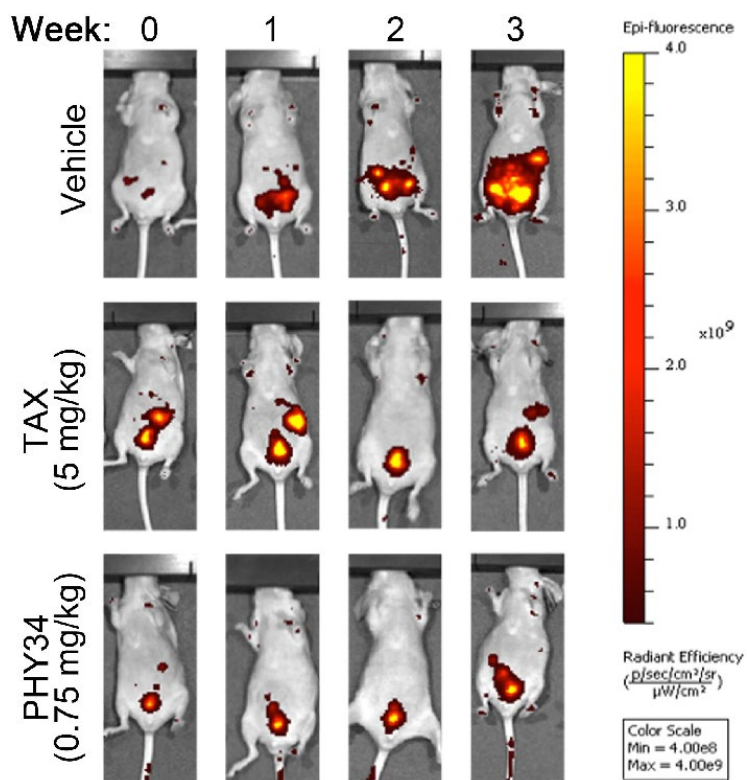 Week: 0 1 2 3
Vehicle
TAX
(5 mg/kg)
PHY34
(0.75 mg/kg)
Epi-fluorescence
4.0
3.0
x10⁹
2.0
1.0
Radiant Efficiency
(p/sec/cm²/sr
µW/cm²)
Color Scale
Min = 4.00e8
Max = 4.00e9